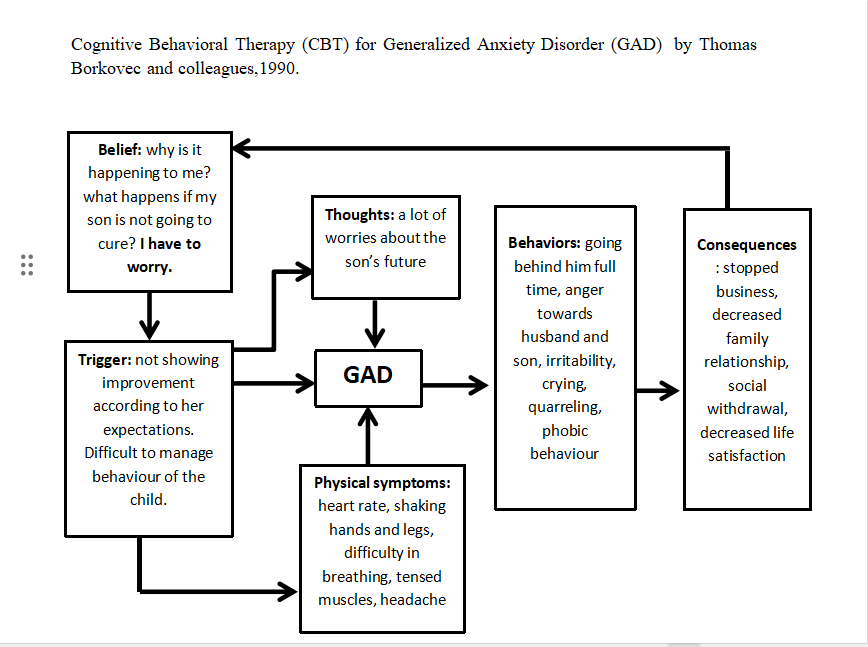 Cognitive Behavioral Therapy (CBT) for Generalized Anxiety Disorder (GAD) by Thomas
Borkovec and colleagues,1990.
Belief: why is it
happening to me?
what happens if my
son is not going to
cure? I have to
worry.
Trigger: not showing
improvement
according to her
expectations.
Difficult to manage
behaviour of the
child.
Thoughts: a lot of
worries about the
son's future
GAD
Physical symptoms:
heart rate, shaking
hands and legs,
difficulty in
breathing, tensed
muscles, headache
Behaviors: going
behind him full
time, anger
towards
husband and
son, irritability,
crying,
quarreling,
phobic
behaviour
Consequences
: stopped
business,
decreased
family
relationship,
social
withdrawal,
decreased life
satisfaction